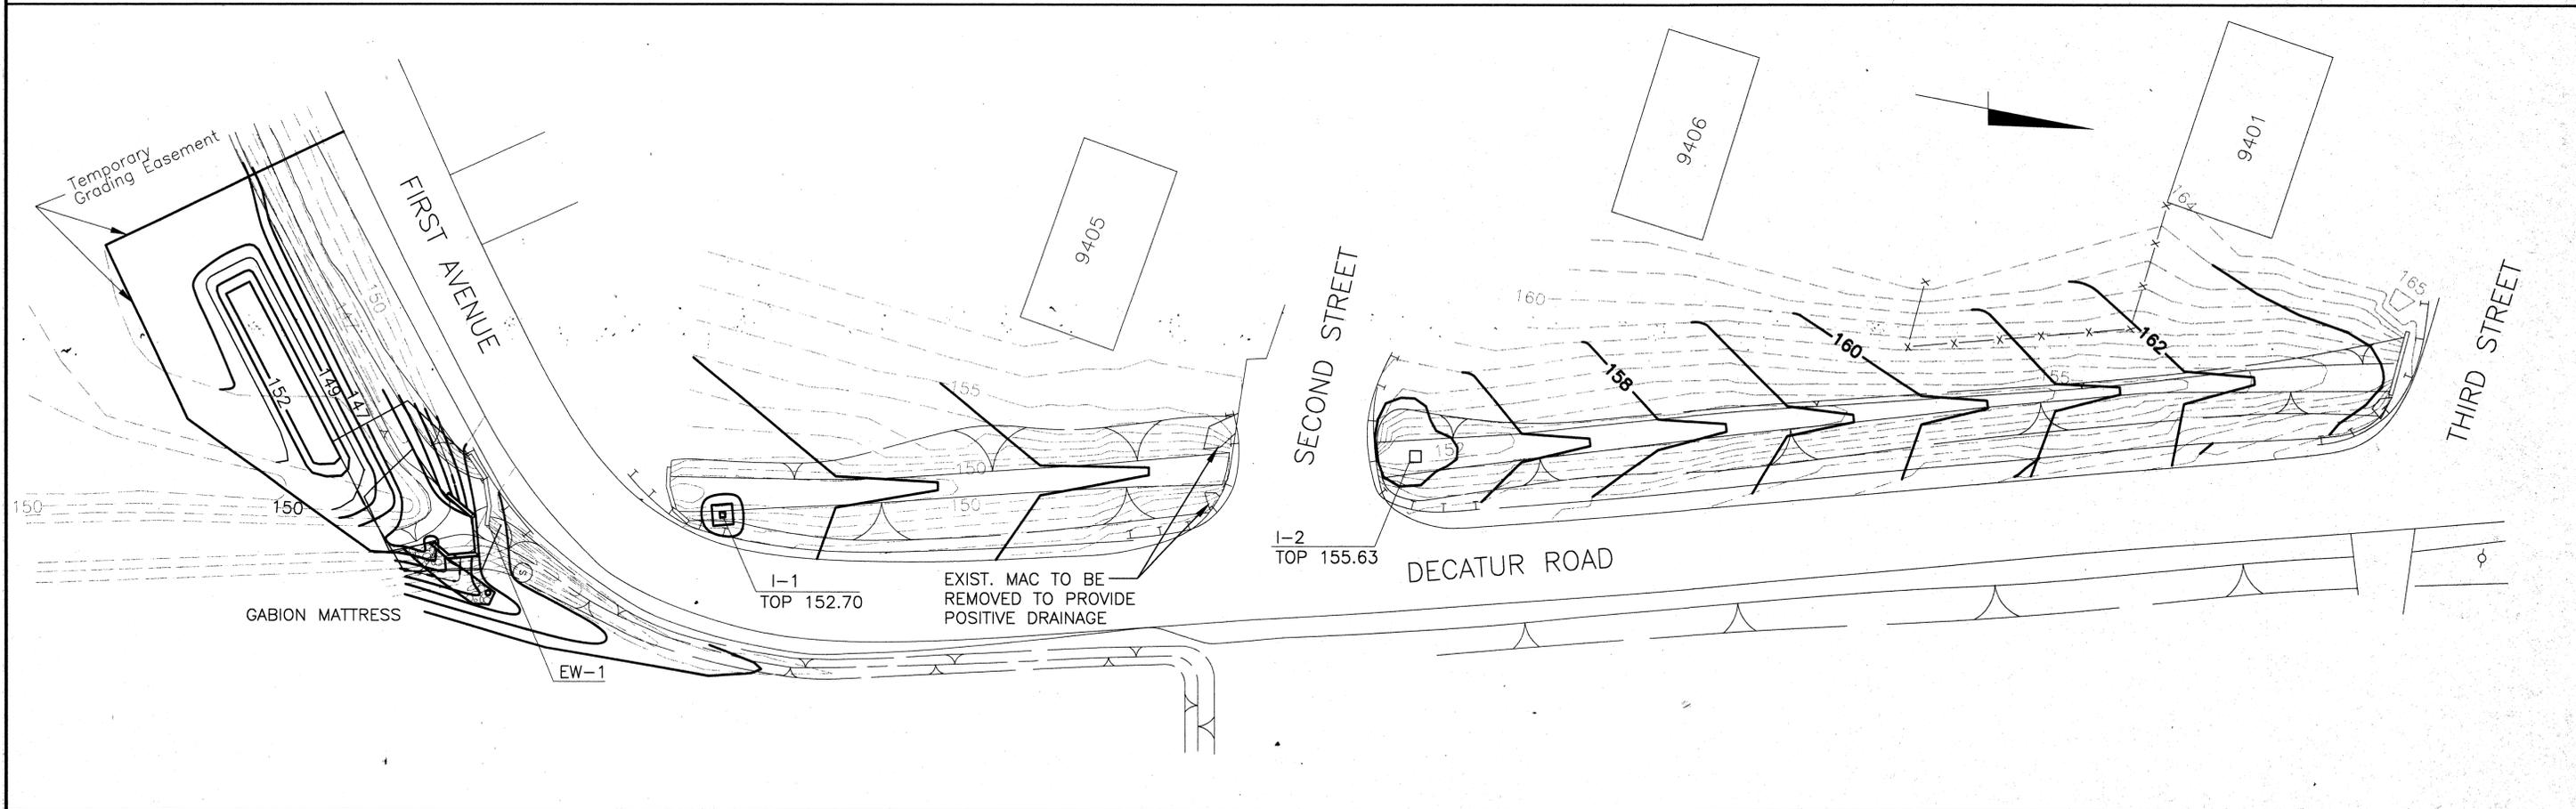 Temporary
Grading Easement
FIRST AVENUE
152
149
147
147
150
150
150
GABION MATTRESS
EW-1
9405
155
150
150
I-1
TOP 152.70
EXIST. MAC TO BE
REMOVED TO PROVIDE
POSITIVE DRAINAGE
SECOND STREET
I-2
TOP 155.63
DECATUR ROAD
9406
9401
160
158
160
162
164
165
THIRD STREET
S